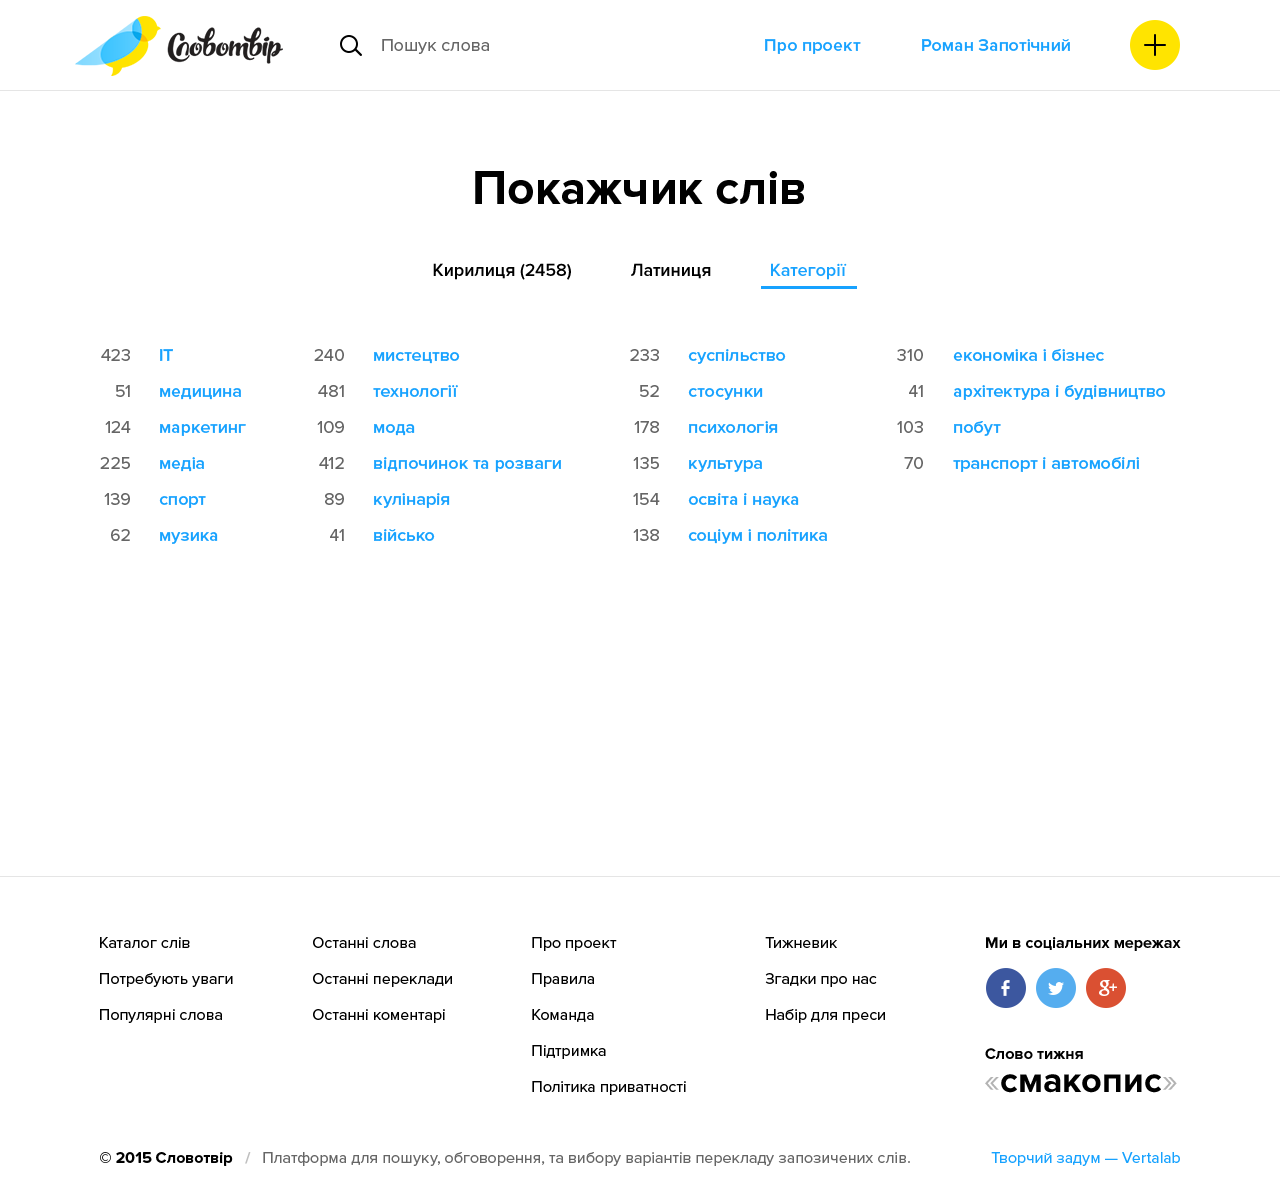 Словотвір
Пошук слова
Про проект
Роман Запотічний
Покажчик слів
Кирилиця (2458)
Латиниця
Категорії
423 ІТ
51 медицина
124 маркетинг
225 медіа
139 спорт
62 музика
240 мистецтво
481 технології
109 мода
412 відпочинок та розваги
89 кулінарія
41 військо
233 суспільство
52 стосунки
178 психологія
135 культура
154 освіта і наука
138 соціум і політика
310 економіка і бізнес
41 архітектура і будівництво
103 побут
70 транспорт і автомобілі
Каталог слів
Потребують уваги
Популярні слова
Останні слова
Останні переклади
Останні коментарі
Про проект
Правила
Команда
Підтримка
Політика приватності
Тижневик
Згадки про нас
Набір для преси
Ми в соціальних мережах
f
g+
Слово тижня
«смакопис»
© 2015 Словотвір / Платформа для пошуку, обговорення, та вибору варіантів перекладу запозичених слів.
Творчий задум — Vertalab